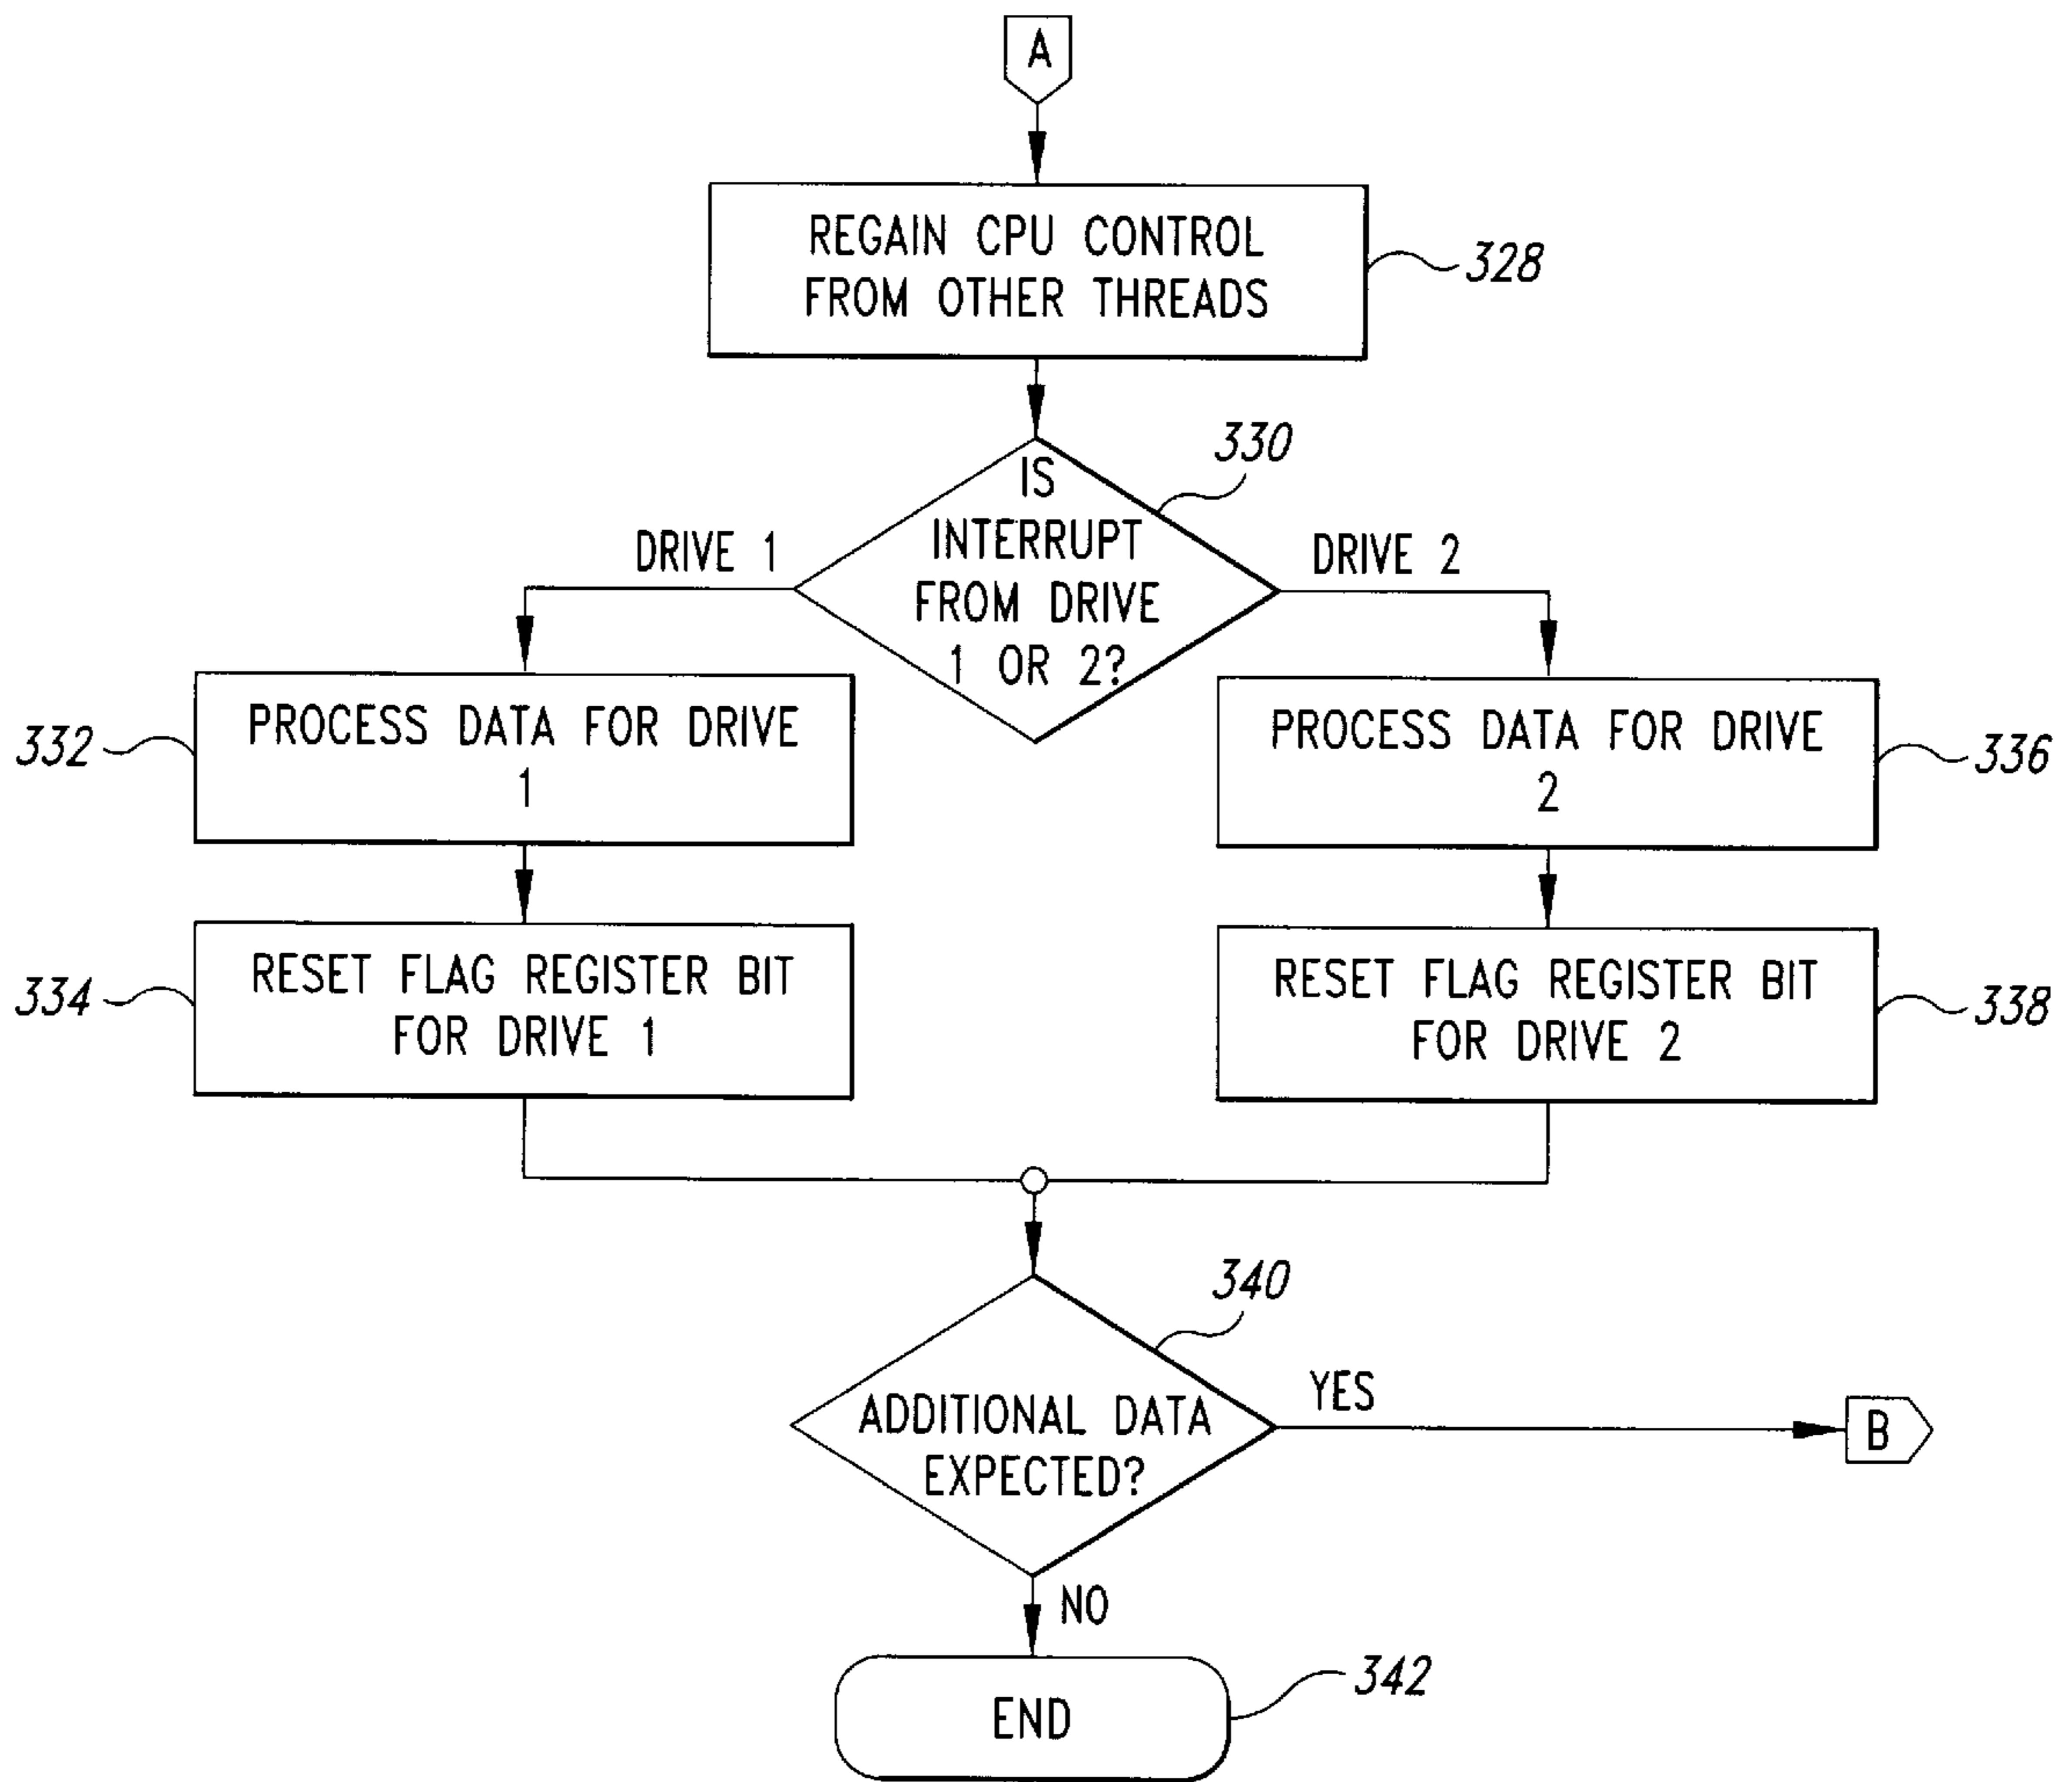 A
REGAIN CPU CONTROL
FROM OTHER THREADS
328
330
IS
INTERRUPT
FROM DRIVE
1 OR 2?
DRIVE 1
DRIVE 2
332
PROCESS DATA FOR DRIVE
1
PROCESS DATA FOR DRIVE
2
336
334
RESET FLAG REGISTER BIT
FOR DRIVE 1
RESET FLAG REGISTER BIT
FOR DRIVE 2
338
340
ADDITIONAL DATA
EXPECTED?
YES
B
NO
END
342